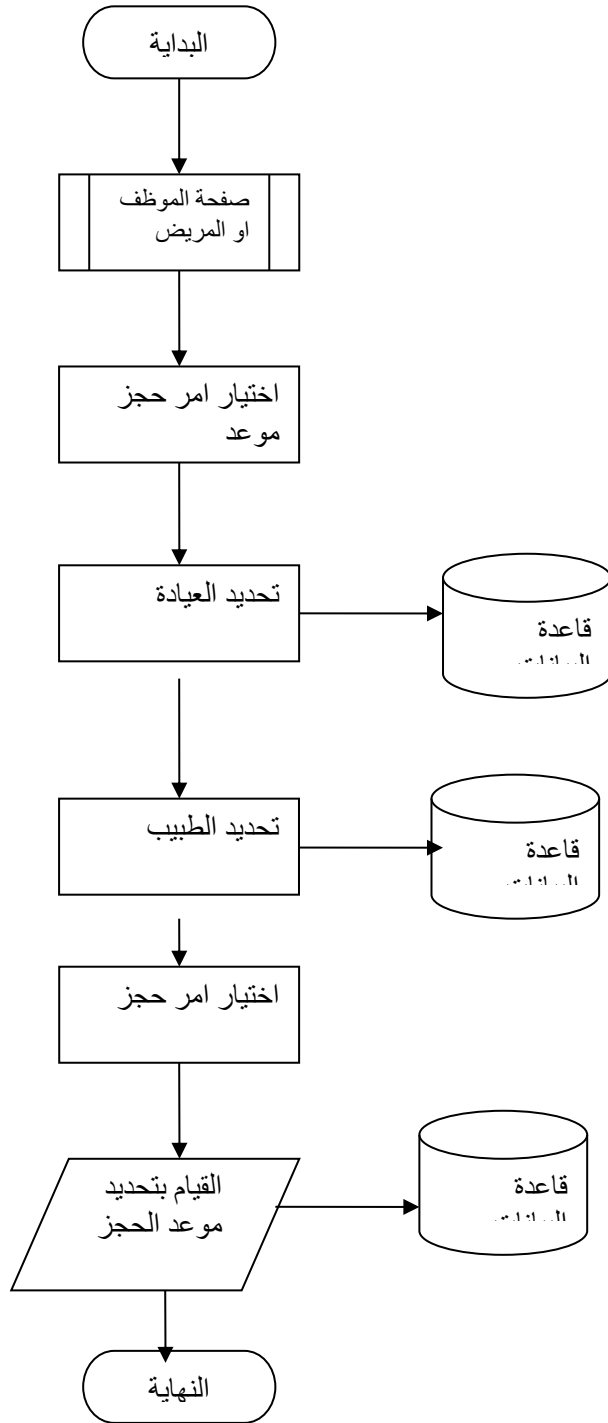 البداية
صفحة الموظف
او المريض
اختيار امر حجز
موعد
تحديد العيادة
قاعدة
تحديد الطبيب
قاعدة
اختيار امر حجز
القيام بتحديد
موعد الحجز
قاعدة
النهاية